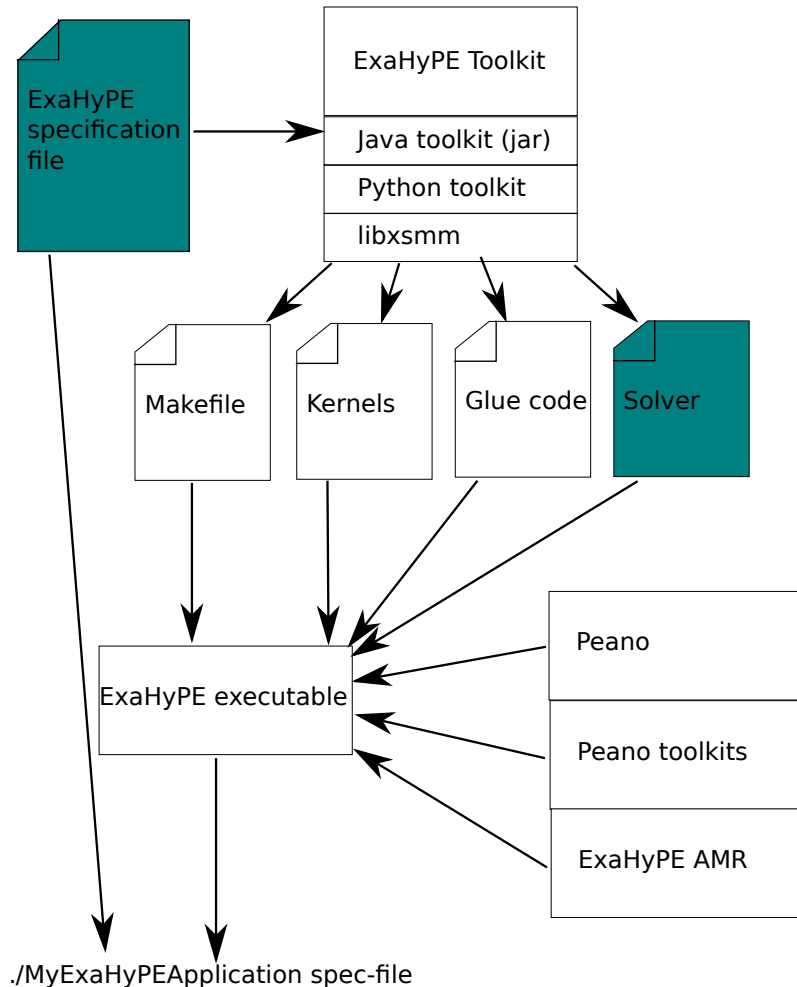 ExaHyPE Toolkit
ExaHyPE
specification
file
Java toolkit (jar)
Python toolkit
libxsmm
Makefile
Kernels
Glue code
Solver
Peano
ExaHyPE executable
Peano toolkits
ExaHyPE AMR
./MyExaHyPEApplication spec-file